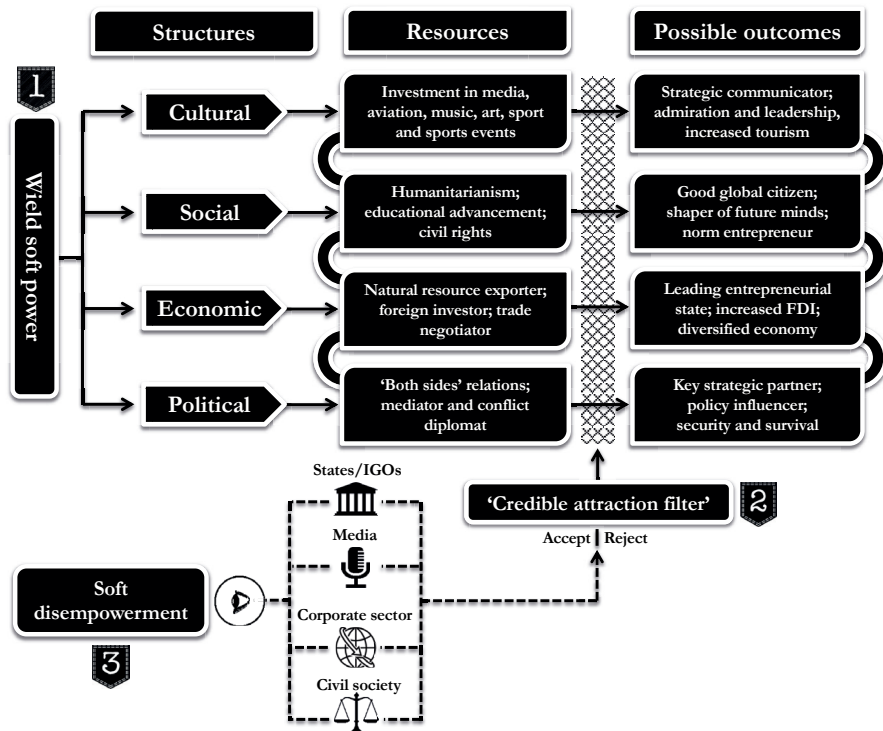 Structures
Resources
Possible outcomes
1
Wield soft power
Cultural
Investment in media,
aviation, music, art, sport
and sports events
Strategic communicator;
admiration and leadership,
increased tourism
Social
Humanitarianism;
educational advancement;
civil rights
Good global citizen;
shaper of future minds;
norm entrepreneur
Economic
Natural resource exporter;
foreign investor; trade
negotiator
Leading entrepreneurial
state; increased FDI;
diversified economy
Political
‘Both sides’ relations;
mediator and conflict
diplomat
Key strategic partner;
policy influencer;
security and survival
States/IGOs
‘Credible attraction filter’
2
Media
Accept
Reject
Soft
disempowerment
3
Corporate sector
Civil society